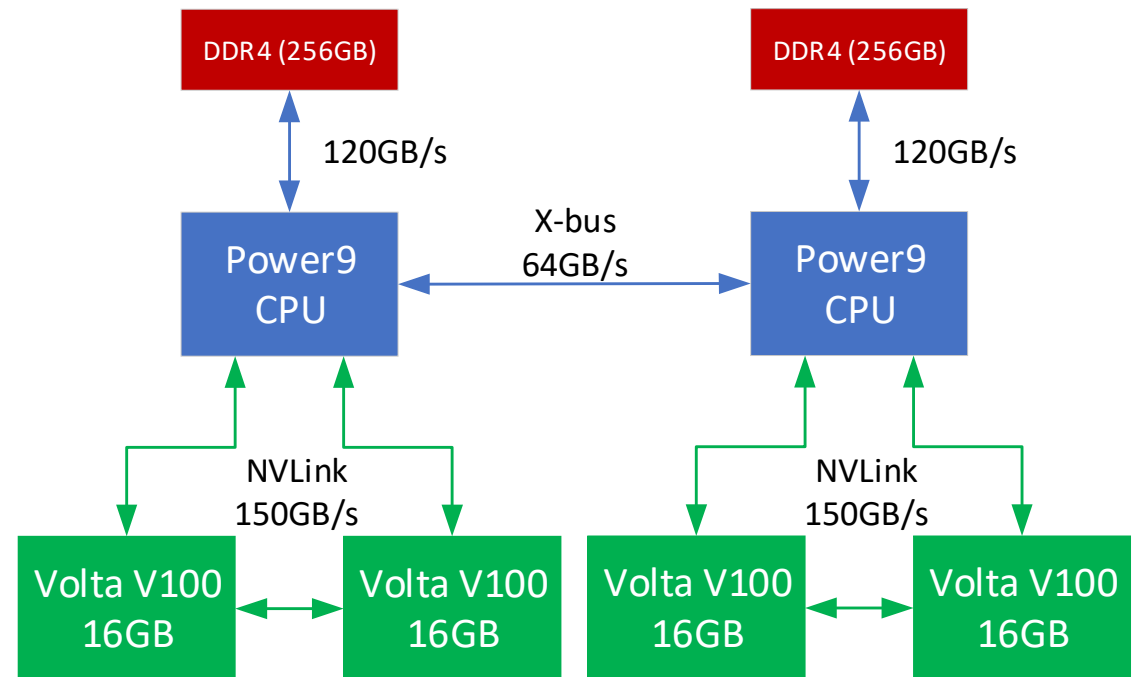 DDR4 (256GB)
DDR4 (256GB)
120GB/s
120GB/s
X-bus
64GB/s
Power9
CPU
Power9
CPU
NVLink
150GB/s
NVLink
150GB/s
Volta V100
16GB
Volta V100
16GB
Volta V100
16GB
Volta V100
16GB